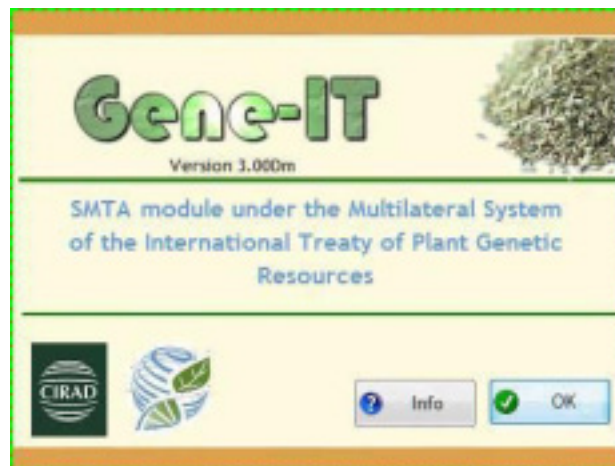 Gene-IT
Version 3.000m
SMTA module under the Multilateral System
of the International Treaty of Plant Genetic
Resources
CIRAD
Info
OK